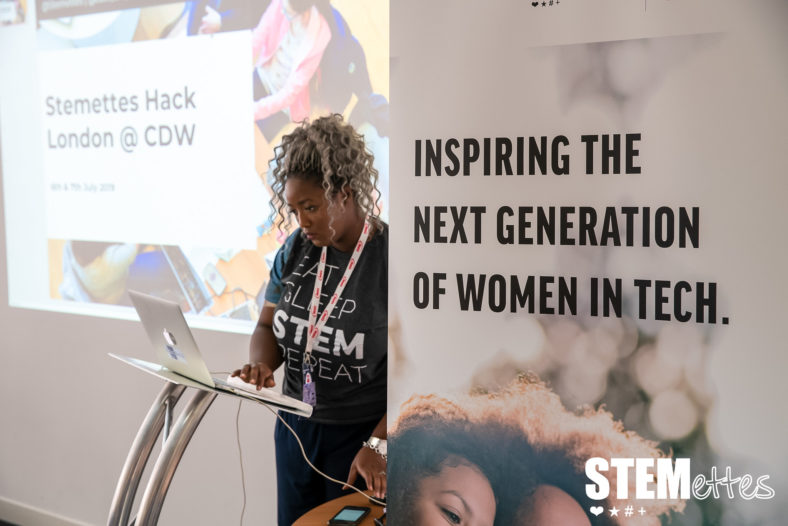 Stemettes Hack
London @ CDW
6th & 7th July 2019
EAT
SLEEP
STEM
REPEAT
INSPIRING THE
NEXT GENERATION
OF WOMEN IN TECH.
STEMettes